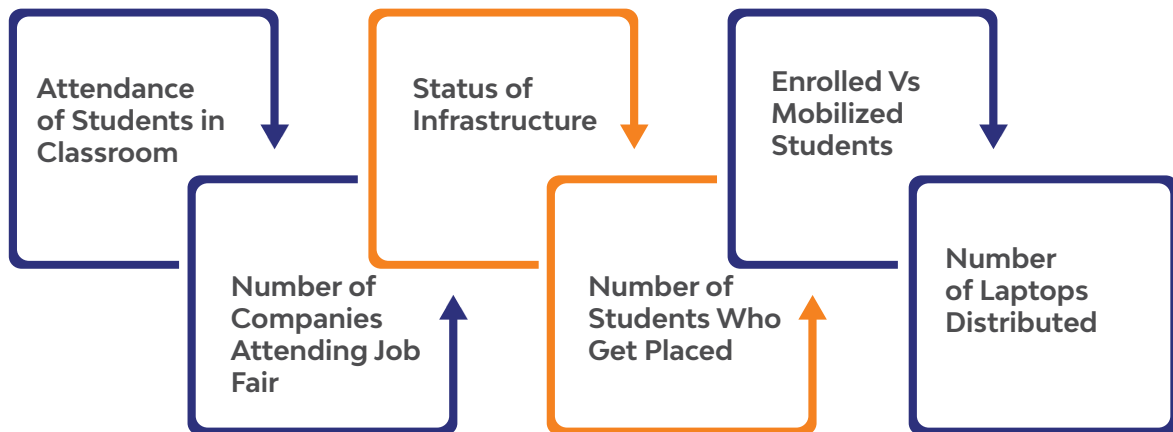 Attendance
of Students in
Classroom
Number of
Companies
Attending Job
Fair
Status of
Infrastructure
Number of
Students Who
Get Placed
Enrolled Vs
Mobilized
Students
Number
of Laptops
Distributed